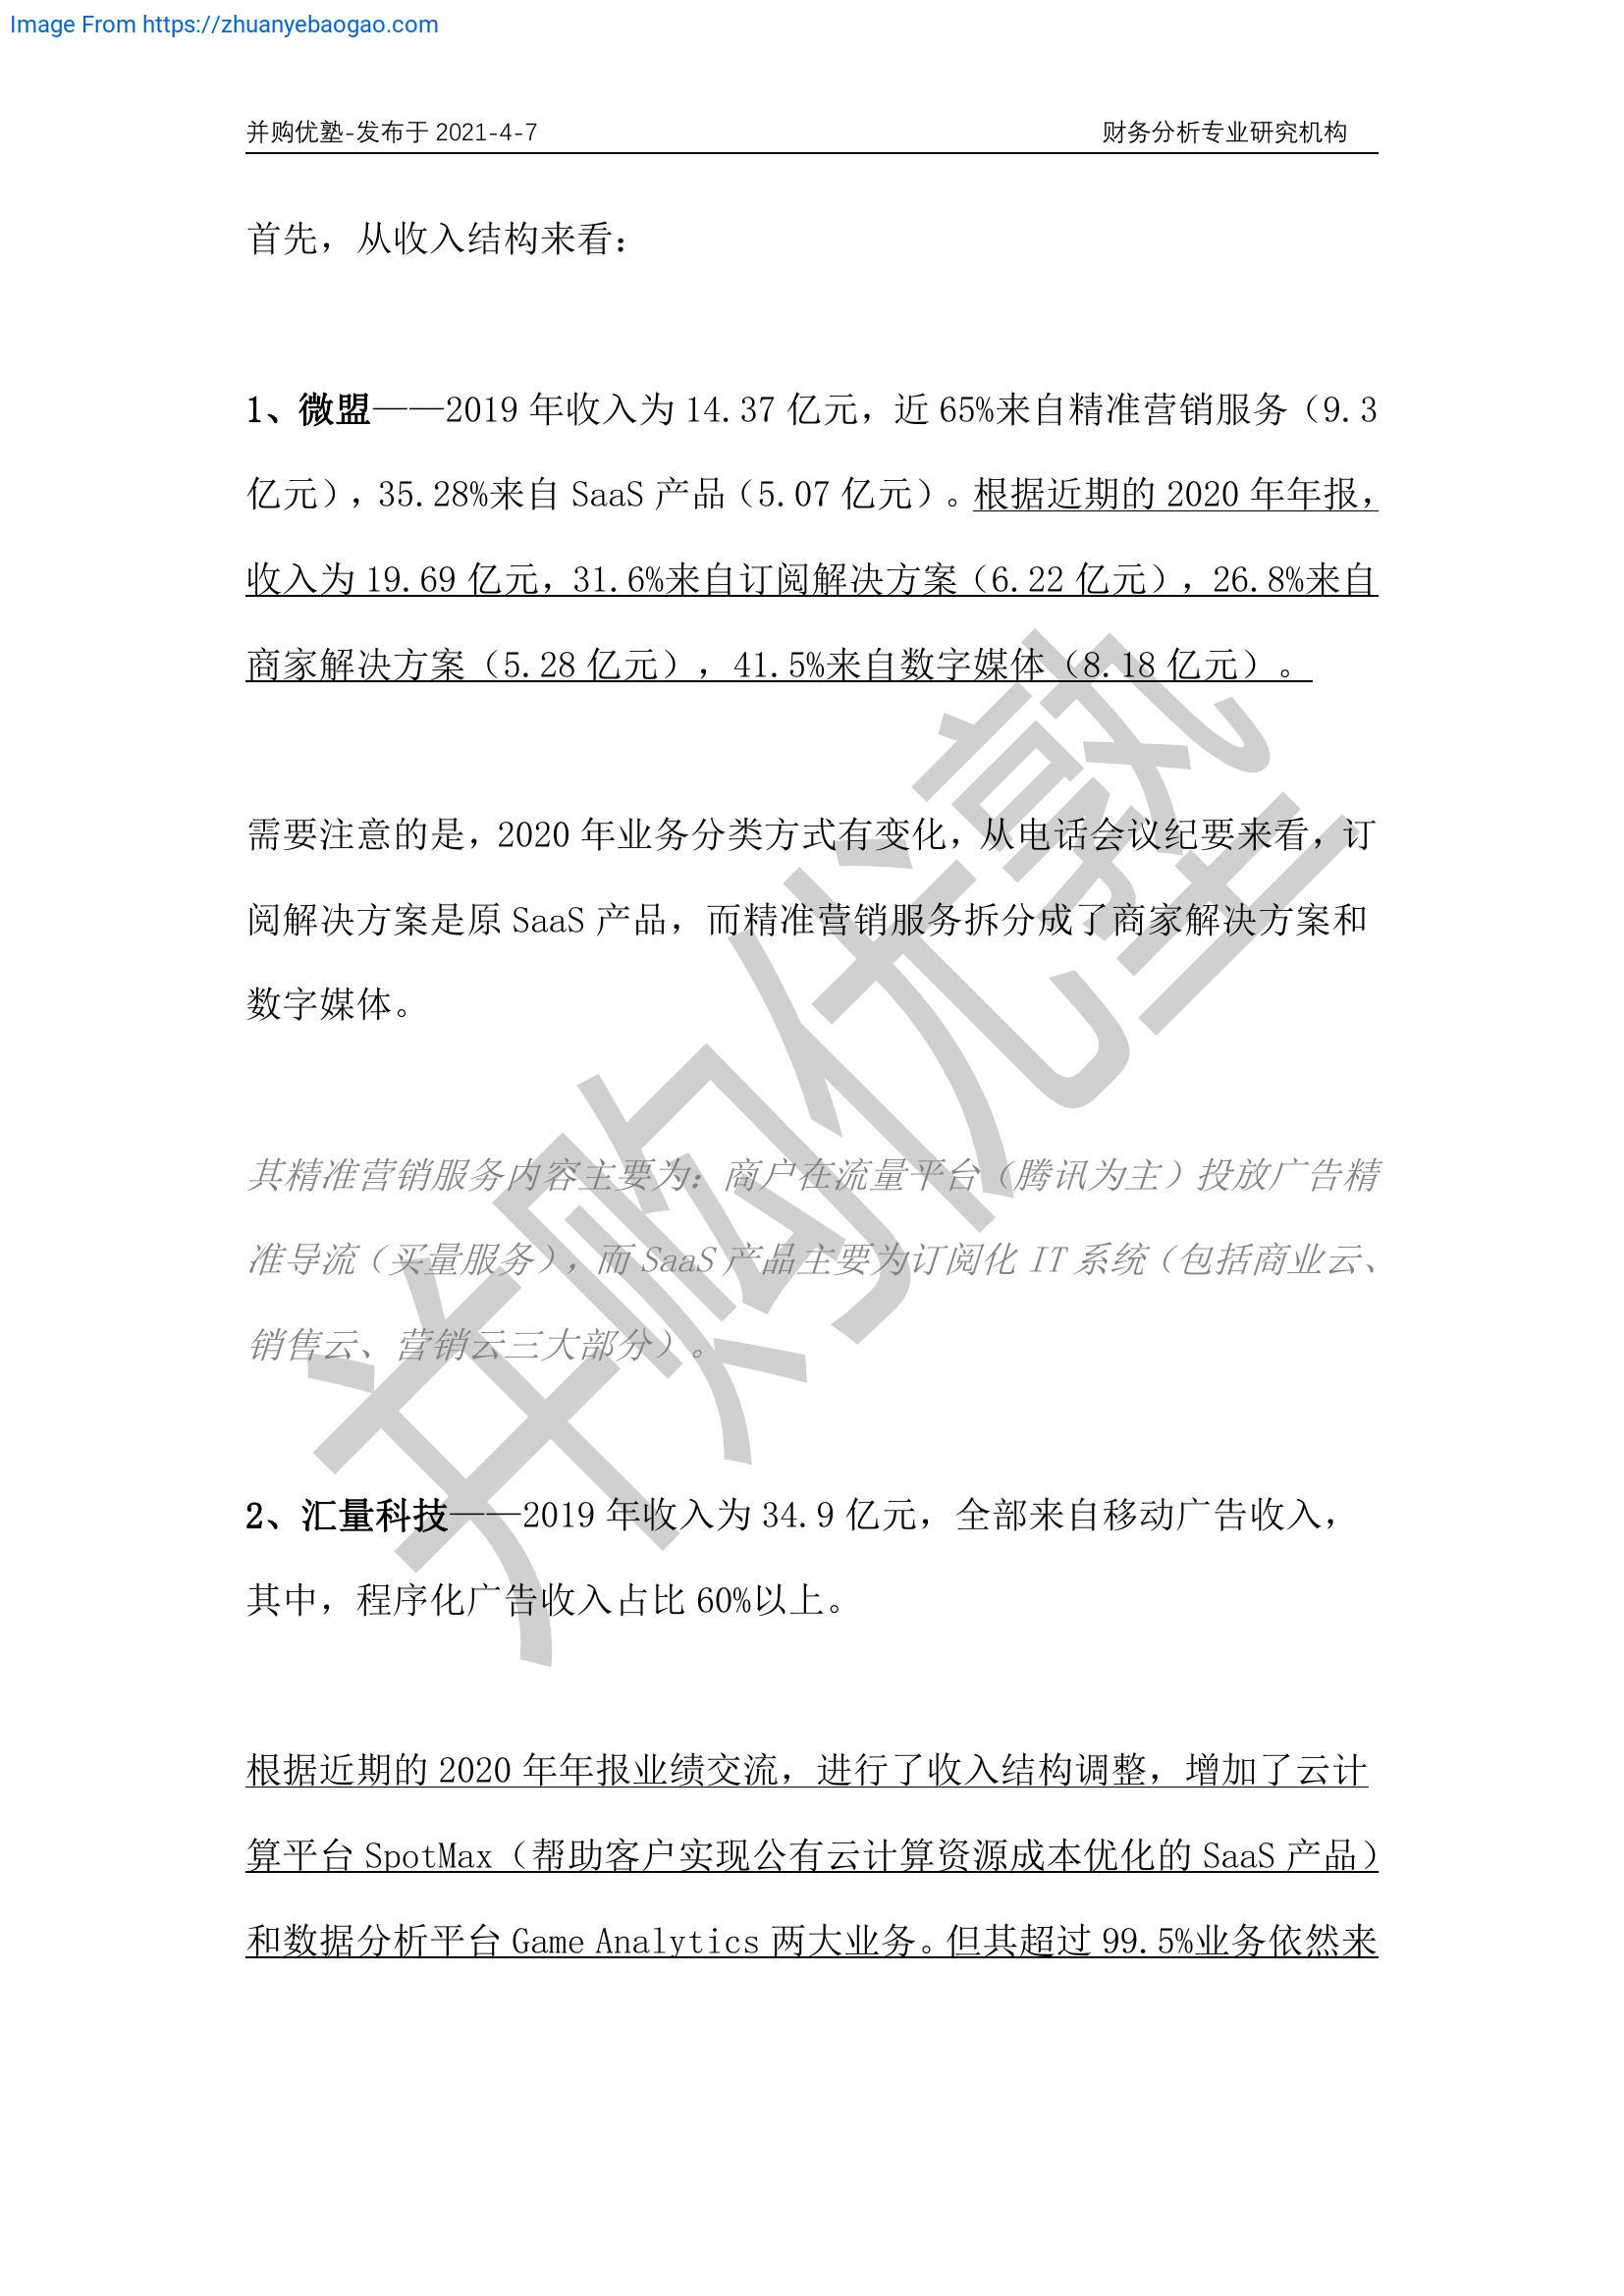 Image From https://zhuanyebaogao.com
并购优塾-发布于 2021-4-7 财务分析专业研究机构
首先，从收入结构来看：
1、微盟——2019 年收入为 14.37 亿元，近 65%来自精准营销服务（9.3
亿元），35.28%来自 SaaS 产品（5.07 亿元）。根据近期的 2020 年年报，
收入为 19.69 亿元，31.6%来自订阅解决方案（6.22 亿元），26.8%来自
商家解决方案（5.28 亿元），41.5%来自数字媒体（8.18 亿元）。
需要注意的是，2020 年业务分类方式有变化，从电话会议纪要来看，订
阅解决方案是原 SaaS 产品，而精准营销服务拆分成了商家解决方案和
数字媒体。
其精准营销服务内容主要为：商户在流量平台（腾讯为主）投放广告精
准导流（买量服务），而 SaaS 产品主要为订阅化 IT 系统（包括商业云、
销售云、营销云三大部分）。
2、汇量科技——2019 年收入为 34.9 亿元，全部来自移动广告收入，
其中，程序化广告收入占比 60%以上。
根据近期的 2020 年年报业绩交流，进行了收入结构调整，增加了云计
算平台 SpotMax（帮助客户实现公有云计算资源成本优化的 SaaS 产品）
和数据分析平台 Game Analytics 两大业务。但其超过 99.5%业务依然来
并购优塾